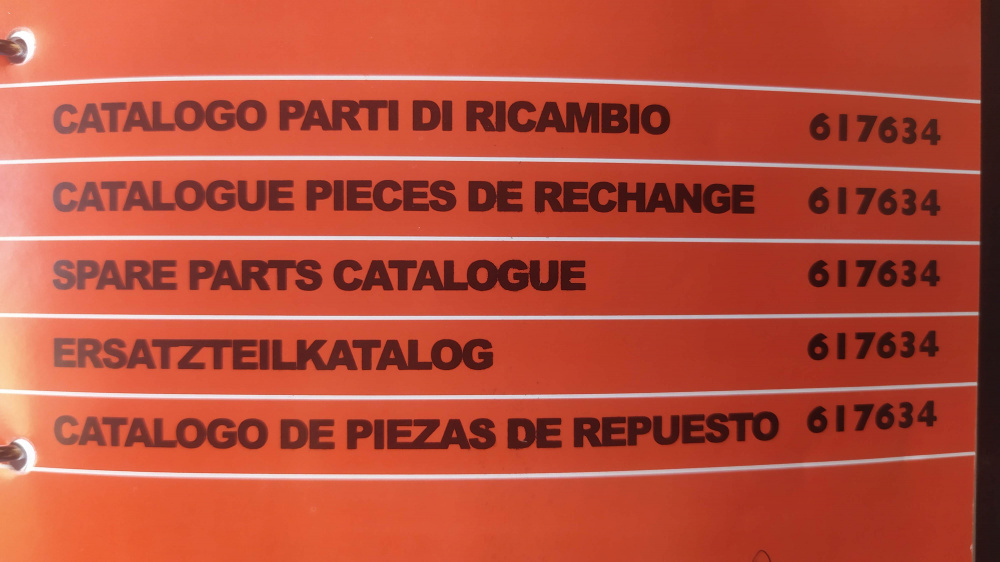 CATALOGO PARTI DI RICAMBIO 617634
CATALOGUE PIECES DE RECHANGE 617634
SPARE PARTS CATALOGUE 617634
ERSATZTEILKATALOG 617634
CATALOGO DE PIEZAS DE REPUESTO 617634